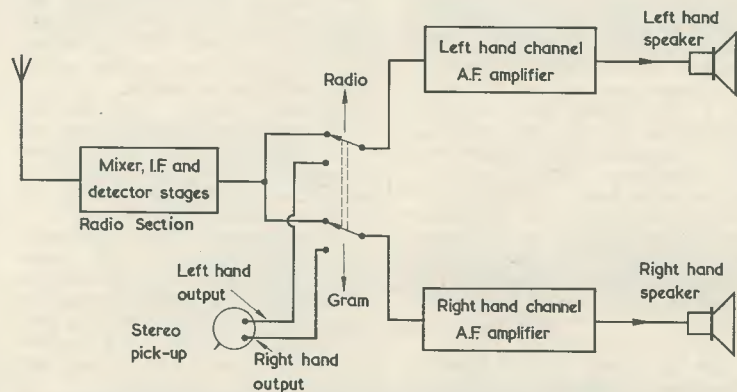 Left hand
speaker
Left hand channel
A.F. amplifier
Radio
Mixer, I.F. and
detector stages
Radio Section
Left hand
output
Gram
Stereo
pick-up
Right hand
output
Right hand channel
A.F. amplifier
Right hand
speaker